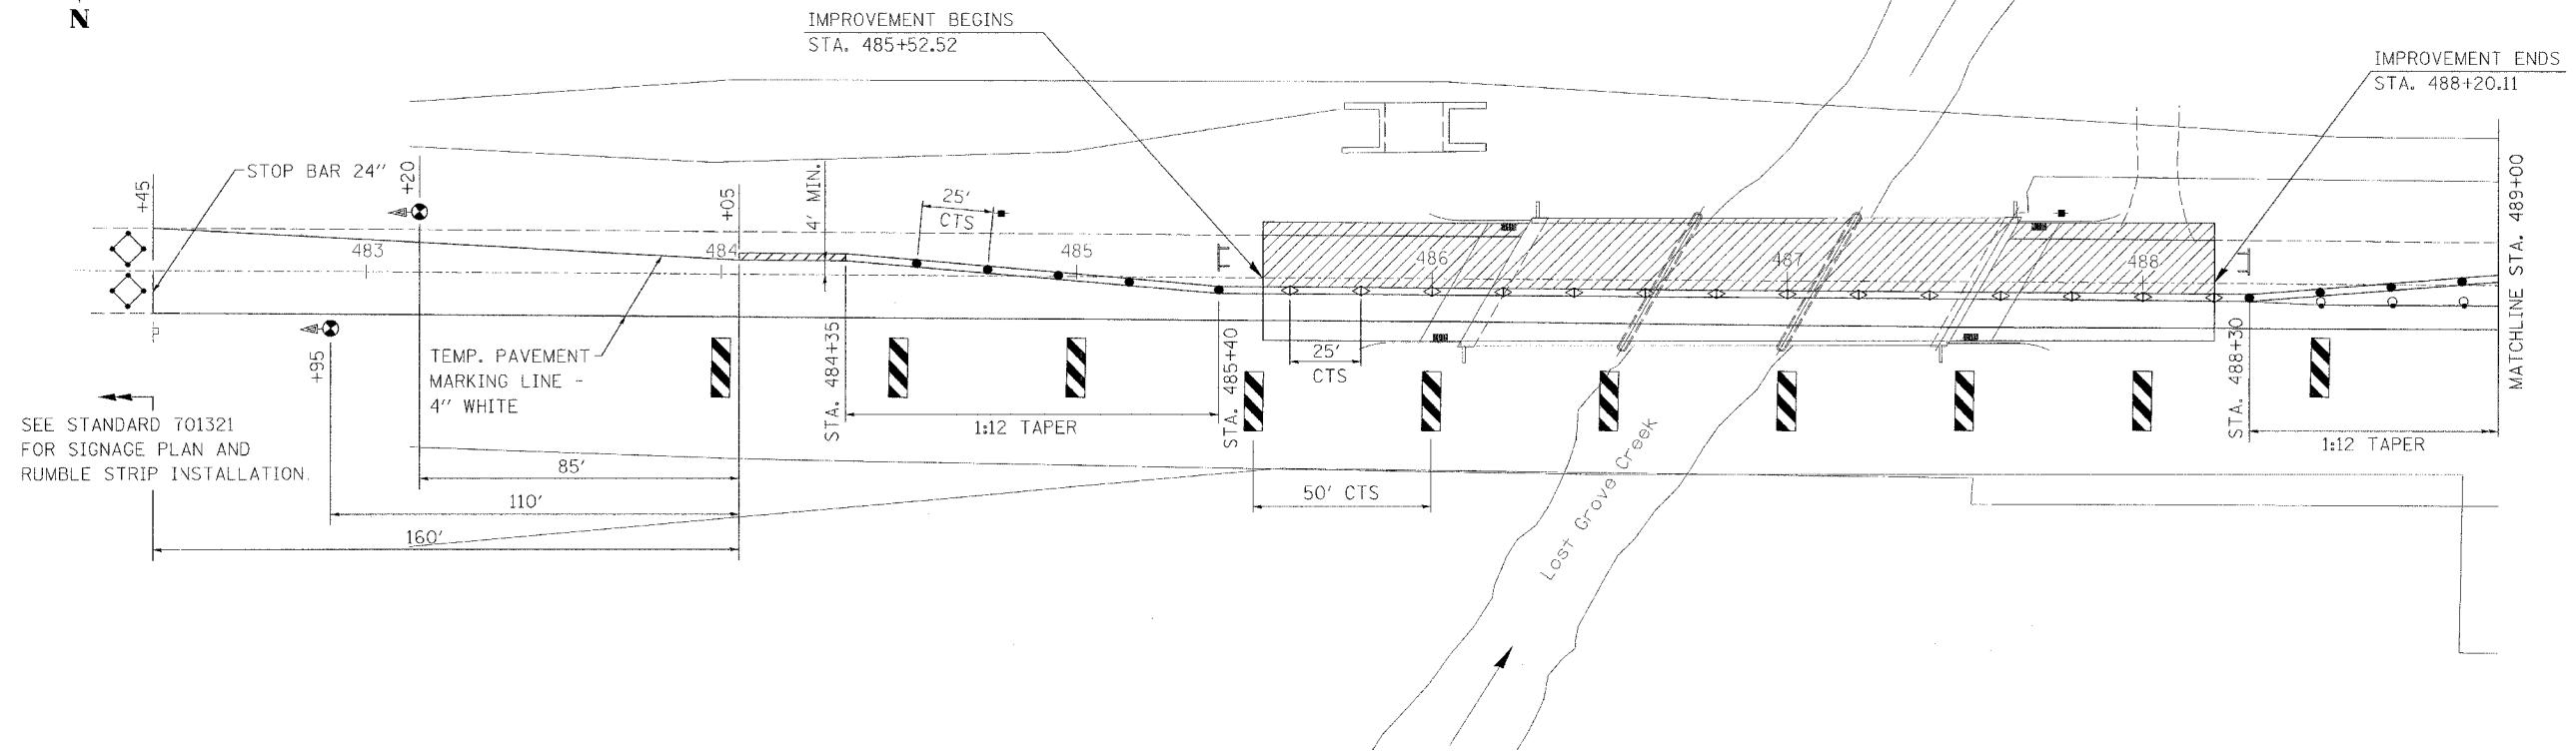 N
IMPROVEMENT BEGINS
STA. 485+52.52
IMPROVEMENT ENDS
STA. 488+20.11
STOP BAR 24"
+45
+20
+05
4' MIN.
25'
CTS
483
484
485
486
487
488
MATCHLINE STA. 489+00
+95
TEMP. PAVEMENT
MARKING LINE -
4" WHITE
STA. 484+35
STA. 485+40
25'
CTS
STA. 488+30
1:12 TAPER
1:12 TAPER
SEE STANDARD 701321
FOR SIGNAGE PLAN AND
RUMBLE STRIP INSTALLATION.
85'
110'
160'
50' CTS
Lost Grove Creek